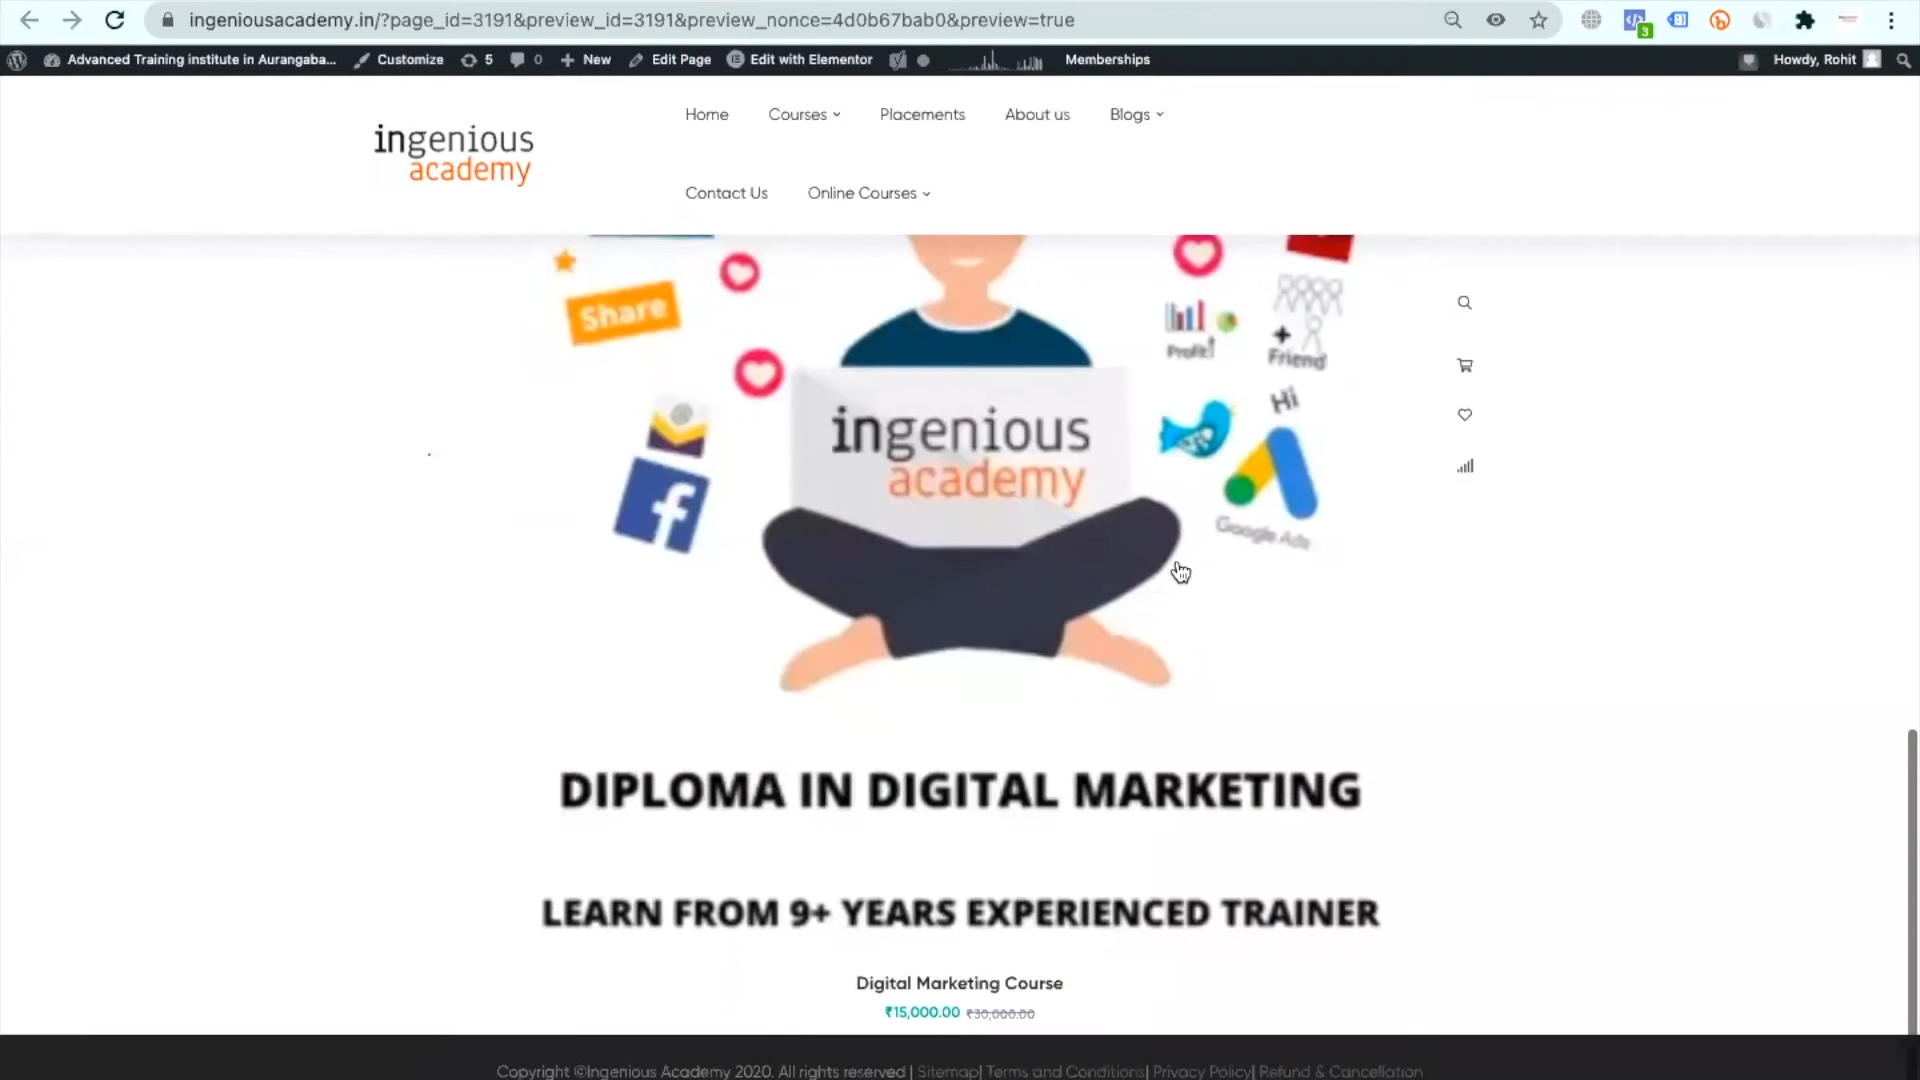 ingeniousacademy.in/?page_id=3191&preview_id=3191&preview_nonce=4d0b67bab0&preview=true
3
Advanced Training institute in Aurangaba... Customize 5 0 New Edit Page Edit with Elementor Memberships Howdy, Rohit
Home Courses Placements About us Blogs
ingenious
academy
Contact Us Online Courses
Share
Profit!
+
Friend
Hi
f
ingenious
academy
Google Ads
DIPLOMA IN DIGITAL MARKETING
LEARN FROM 9+ YEARS EXPERIENCED TRAINER
Digital Marketing Course
₹15,000.00 ₹30,000.00
Copyright ©Ingenious Academy 2020. All rights reserved | Sitemap| Terms and Conditions| Privacy Policy| Refund & Cancellation